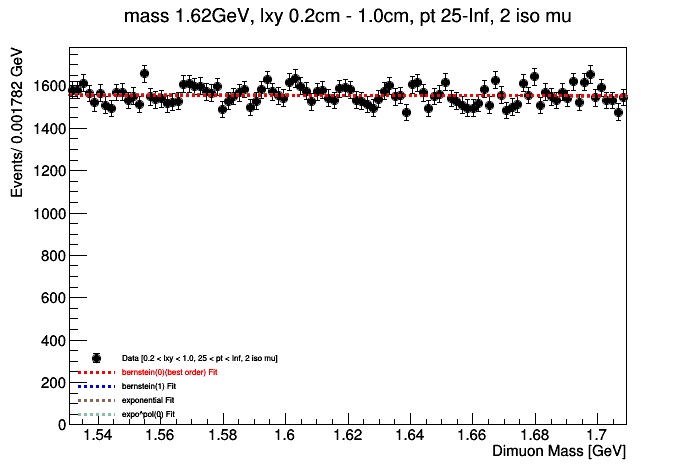 mass 1.62GeV, lxy 0.2cm - 1.0cm, pt 25-Inf, 2 iso mu
Events/ 0.001782 GeV
1600
1400
1200
1000
800
600
400
200
0
Data [0.2 < lxy < 1.0, 25 < pt < Inf, 2 iso mu]
bernstein(0)(best order) Fit
bernstein(1) Fit
exponential Fit
expo*pol(0) Fit
1.54 1.56 1.58 1.6 1.62 1.64 1.66 1.68 1.7
Dimuon Mass [GeV]